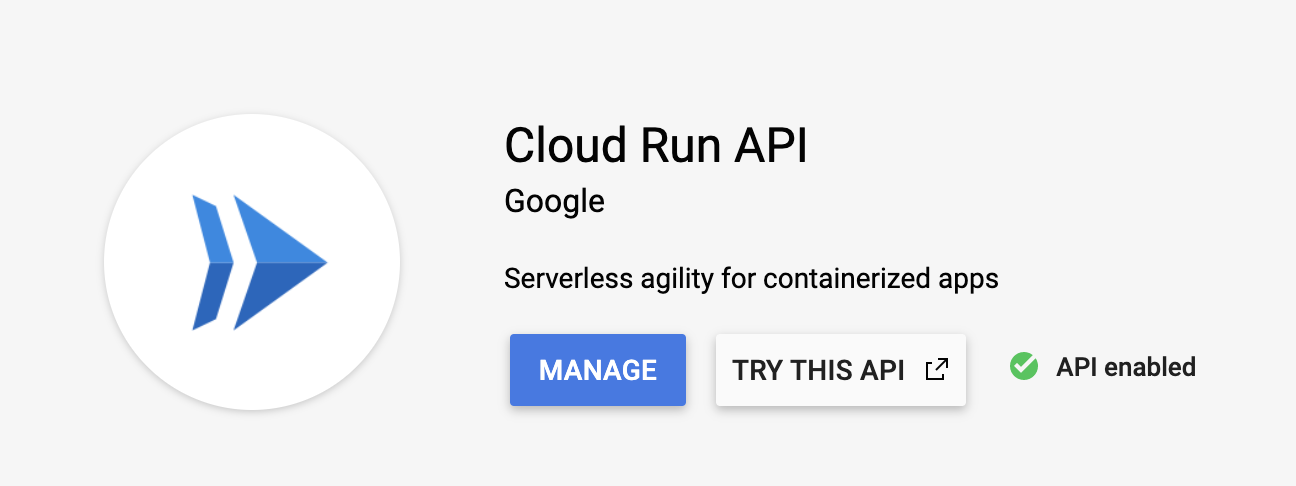 Cloud Run API
Google
Serverless agility for containerized apps
MANAGE
TRY THIS API
API enabled